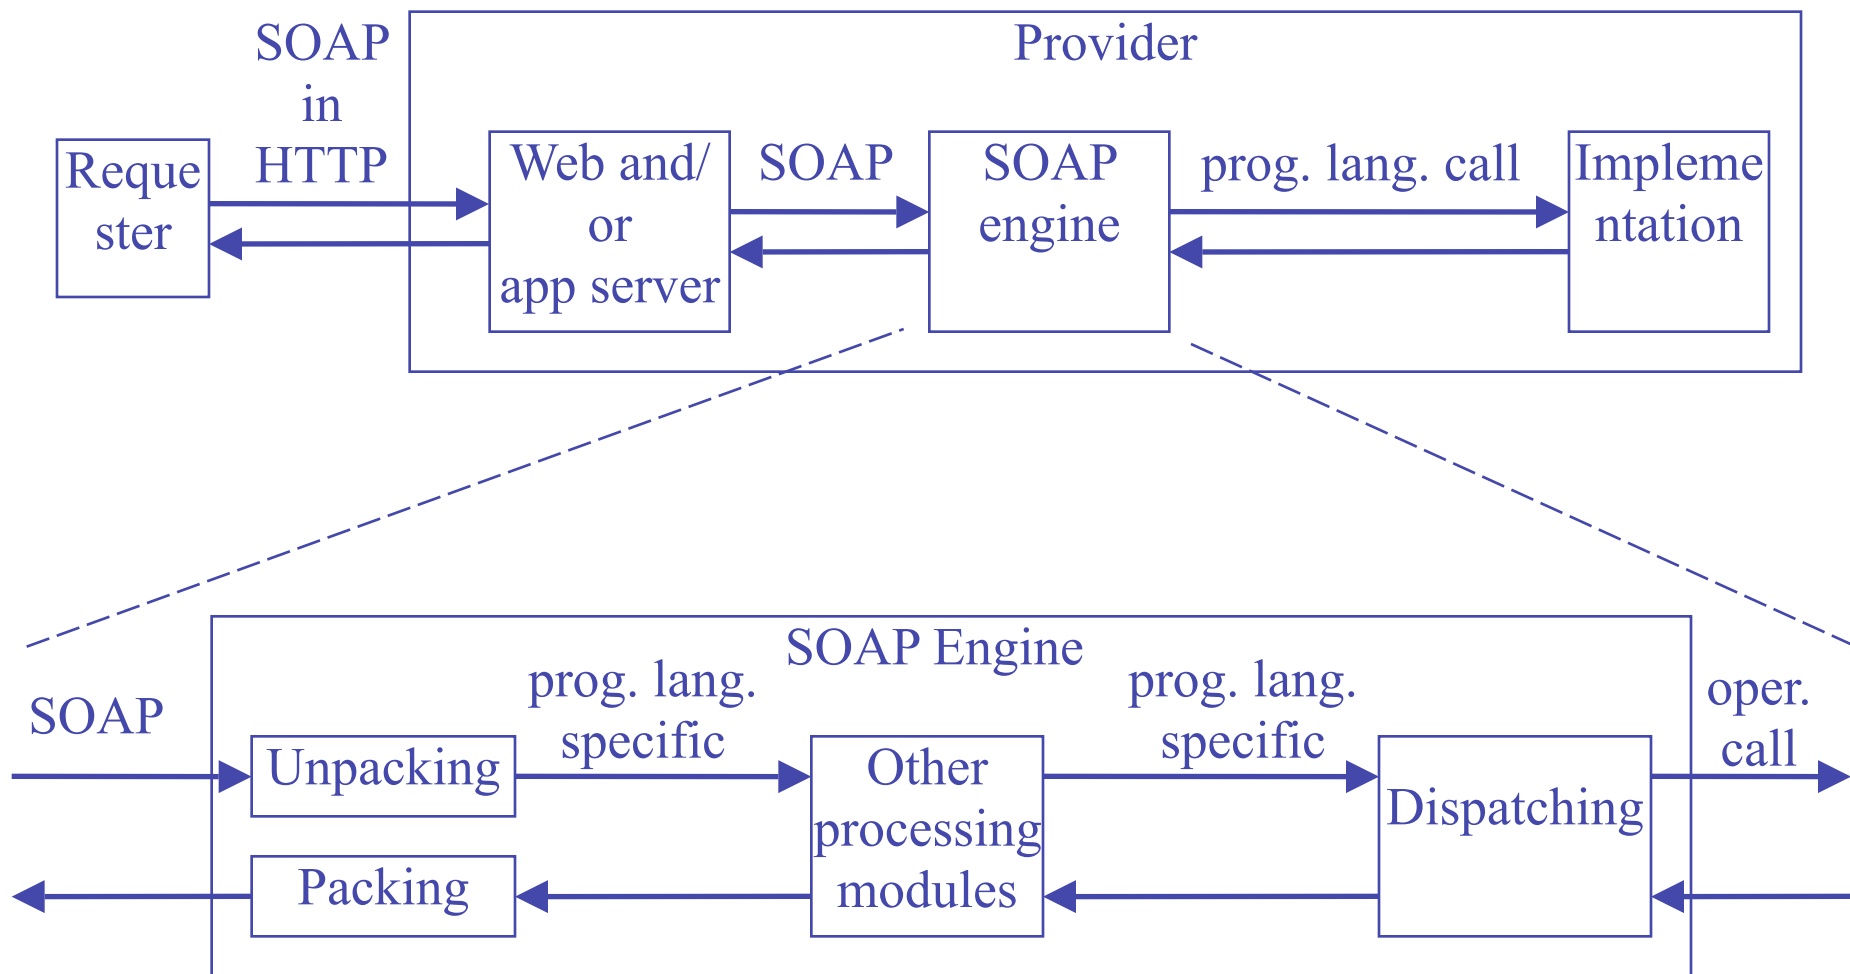 SOAP
in
HTTP
Provider
Reque
ster
Web and/
or
app server
SOAP
SOAP
engine
prog. lang. call
Impleme
ntation
SOAP Engine
SOAP
Unpacking
prog. lang.
specific
Other
processing
modules
prog. lang.
specific
Dispatching
oper.
call
Packing